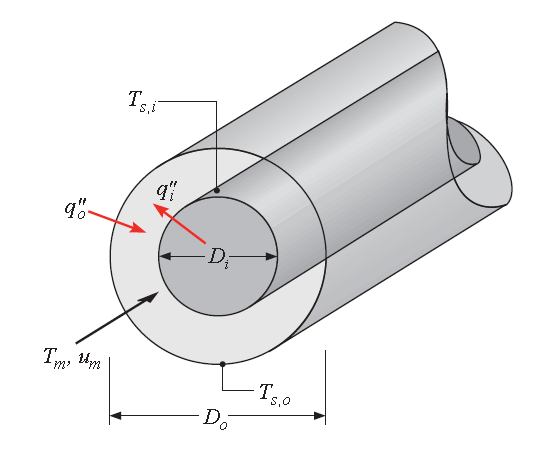 T_{s,i}
q''_i
q''_o
D_i
T_m, u_m
T_{s,o}
D_o